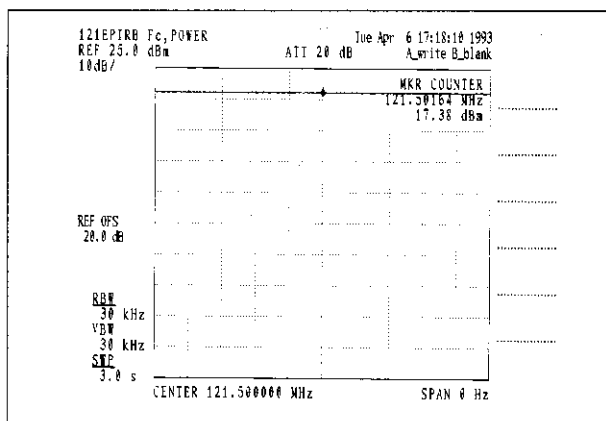 121EPIRB Fc,POWER Tue Apr 6 17:18:10 1993
REF 25.0 dBm ATT 20 dB A_write B_blank
10dB/
MKR COUNTER
121.50164 MHz
17.38 dBm
REF OFS
20.0 dB
RBW
30 kHz
VBW
30 kHz
SWP
3.0 s
CENTER 121.500000 MHz SPAN 0 Hz